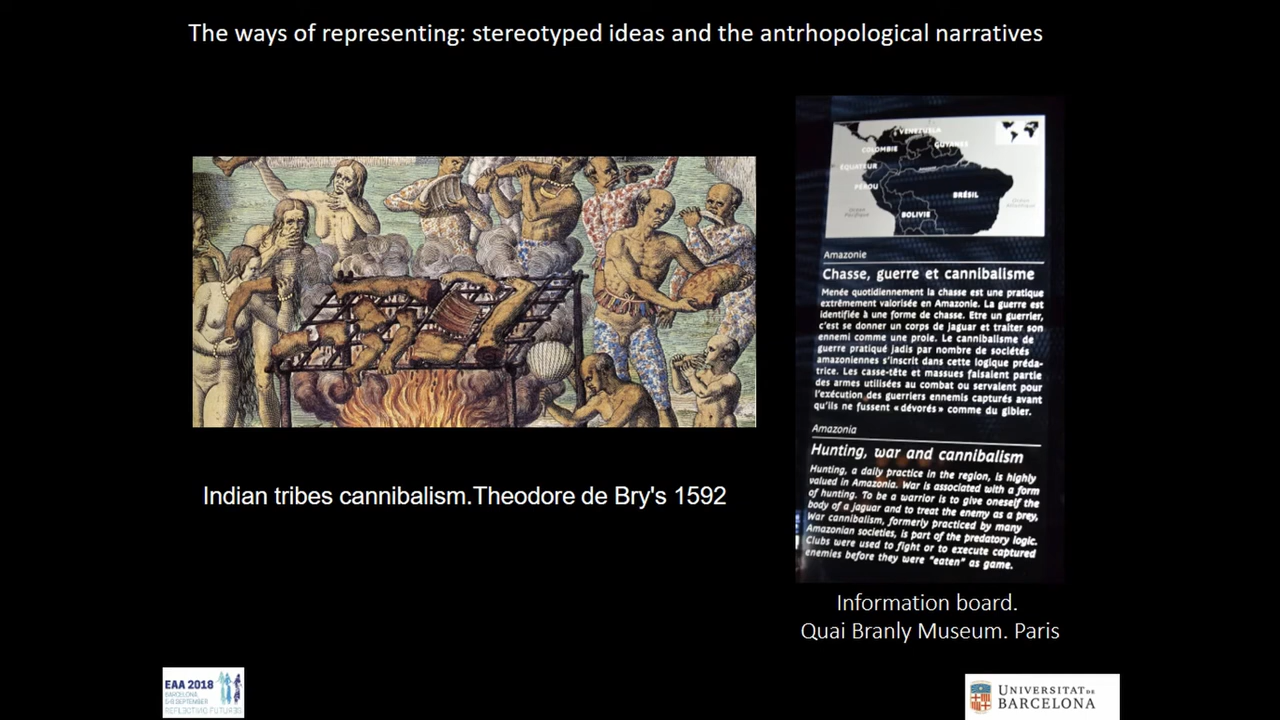 The ways of representing: stereotyped ideas and the antrhopological narratives
VENEZUELA
COLOMBIE
GUYANES
ÉQUATEUR
PÉROU
BRÉSIL
BOLIVIE
Océan
Pacifique
Océan
Atlantique
Amazonie
Chasse, guerre et cannibalisme
Menée quotidiennement la chasse est une pratique
extrêmement valorisée en Amazonie. La guerre est
identifiée à une forme de chasse. Etre un guerrier,
c'est se donner un corps de jaguar et traiter son
ennemi comme une proie. Le cannibalisme de
guerre pratiqué jadis par nombre de sociétés
amazoniennes s'inscrit dans cette logique préda-
trice. Les casse-tête et massues faisaient partie
des armes utilisées au combat ou servaient pour
l'exécution des guerriers ennemis capturés avant
qu'ils ne fussent «dévorés» comme du gibier.
Amazonia
Hunting, war and cannibalism
Hunting, a daily practice in the region, is highly
valued in Amazonia. War is associated with a form
of hunting. To be a warrior is to give oneself the
body of a jaguar and to treat the enemy as a prey.
War cannibalism, formerly practiced by many
Amazonian societies, is part of the predatory logic.
Clubs were used to fight or to execute captured
enemies before they were "eaten" as game.
Indian tribes cannibalism.Theodore de Bry's 1592
Information board.
Quai Branly Museum. Paris
EAA 2018
BARCELONA
5-8 SEPTEMBER
REFLECTING FUTURES
UNIVERSITAT DE
BARCELONA